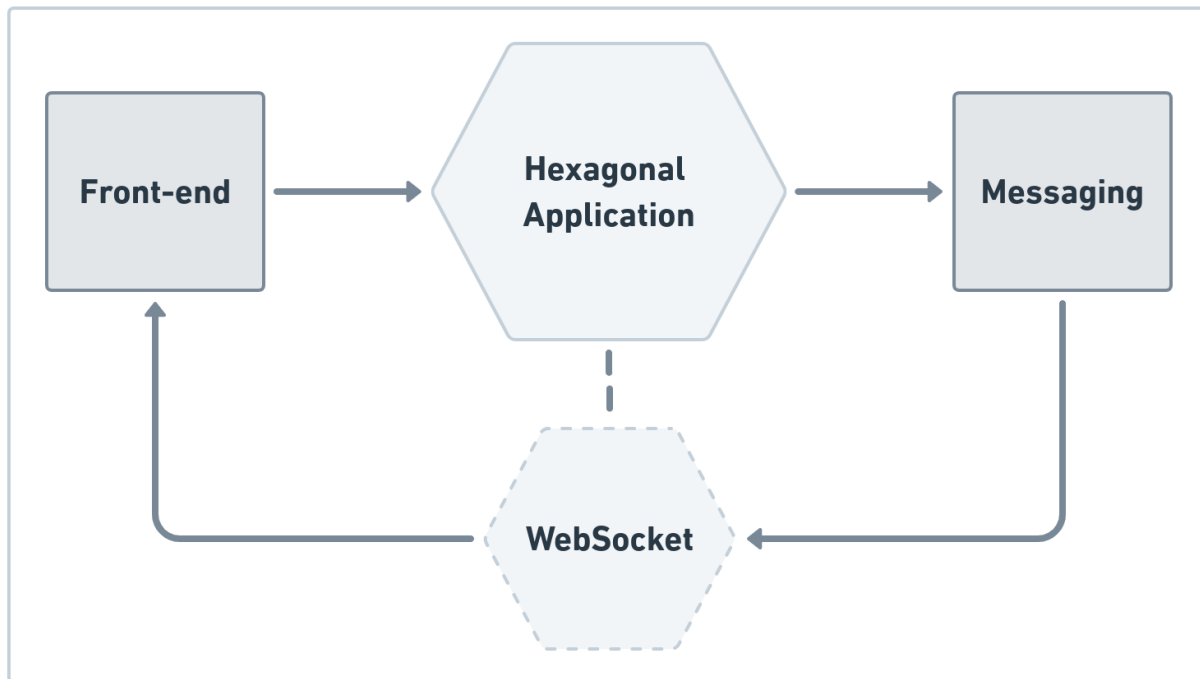 Front-end
Hexagonal
Application
Messaging
WebSocket